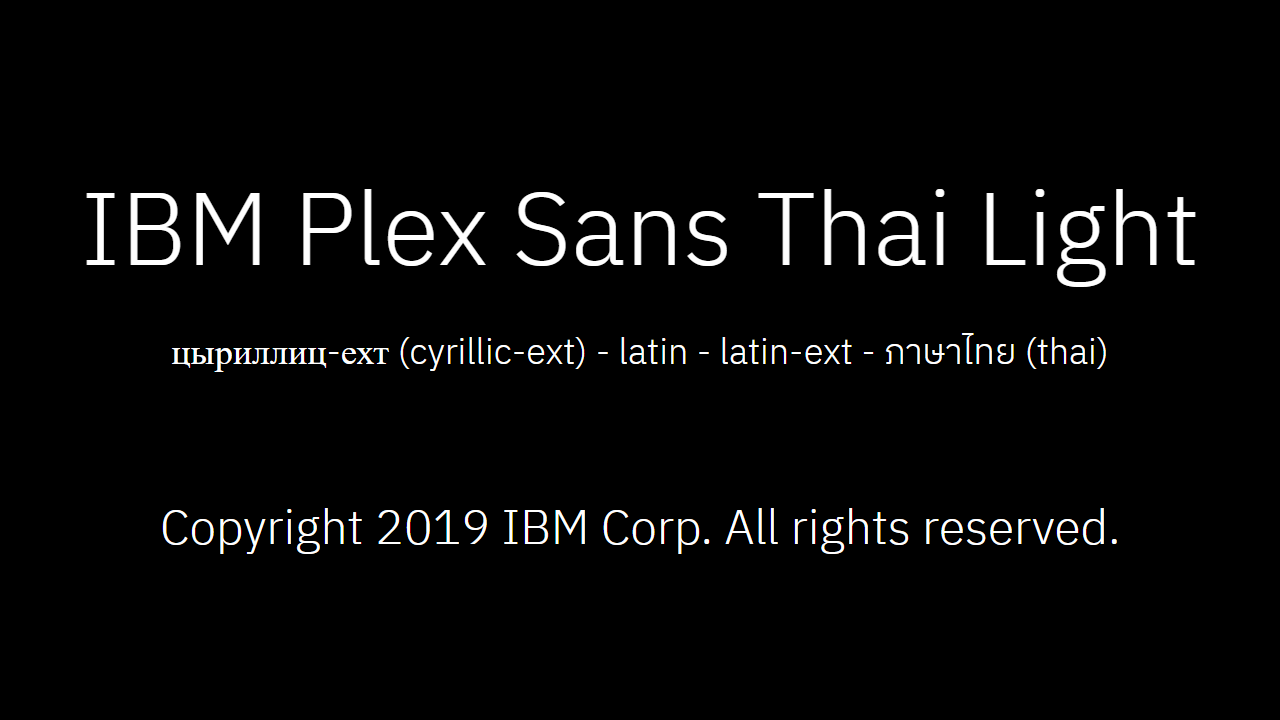 IBM Plex Sans Thai Light
цыриллиц-ехт (cyrillic-ext) - latin - latin-ext - ภาษาไทย (thai)
Copyright 2019 IBM Corp. All rights reserved.